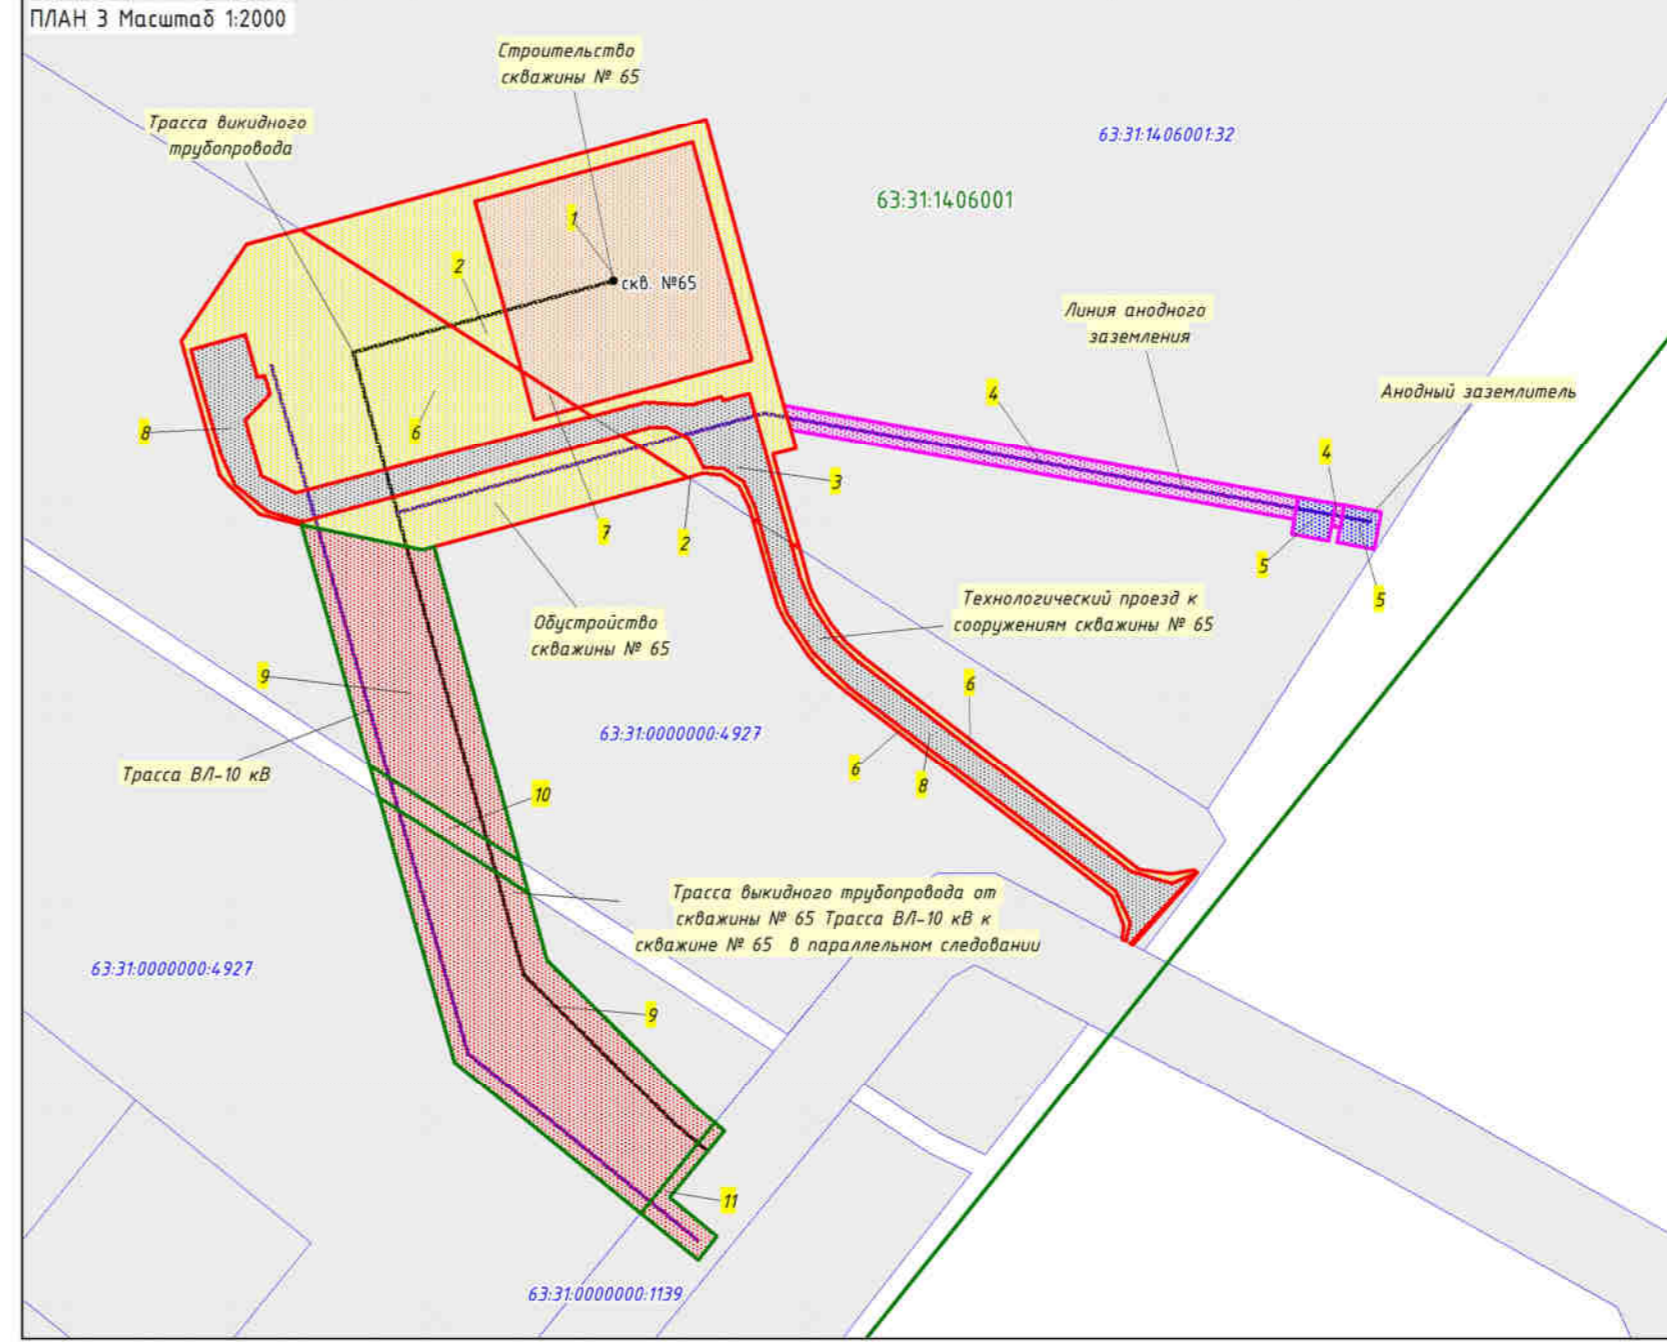 ПЛАН 3 Масштаб 1:2000
Строительство
скважины № 65
Трасса викидного
трубопровода
63:31:1406001:32
63:31:1406001
1
2
скв. №65
Линия анодного
заземления
Анодный заземлитель
4
4
8
6
3
7
2
5
5
Обустройство
скважины № 65
Технологический проезд к
сооружениям скважины № 65
9
6
63:31:0000000:4927
Трасса ВЛ-10 кВ
6
8
10
Трасса выкидного трубопровода от
скважины № 65 Трасса ВЛ-10 кВ к
скважине № 65 в параллельном следовании
63:31:0000000:4927
9
11
63:31:0000000:1139